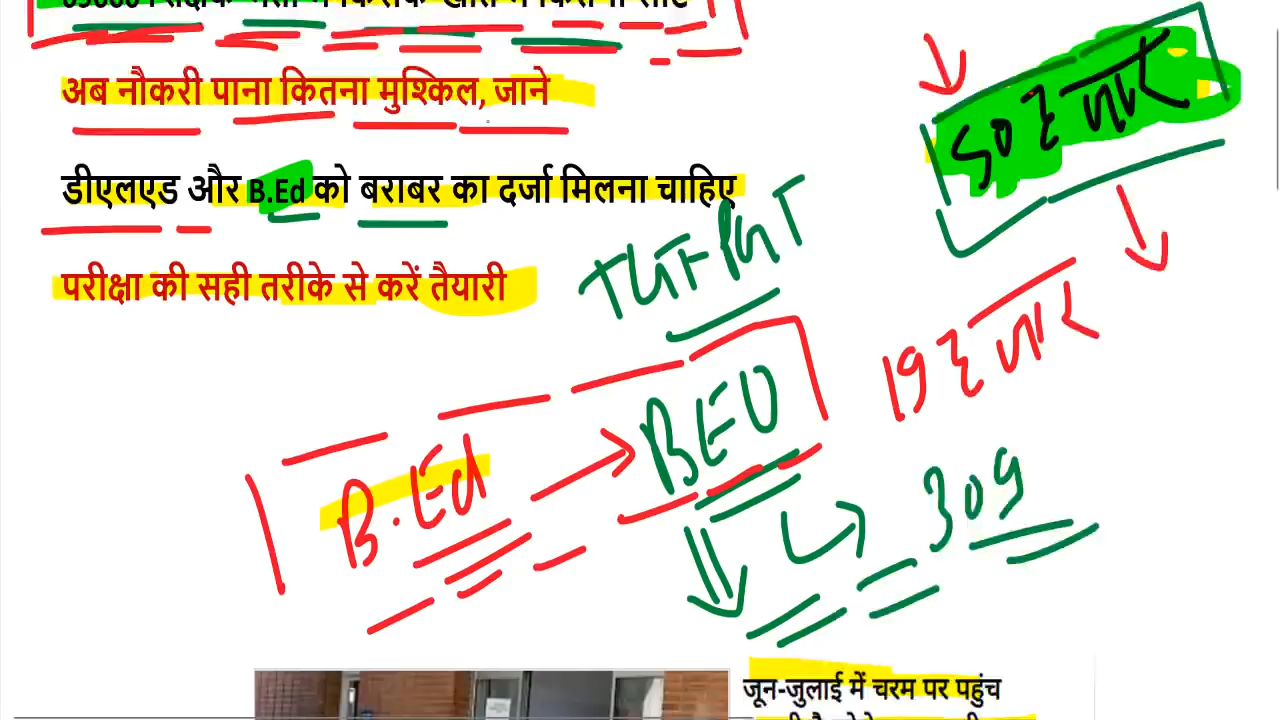 अब नौकरी पाना कितना मुश्किल, जाने
डीएलएड और B.Ed को बराबर का दर्जा मिलना चाहिए
परीक्षा की सही तरीके से करें तैयारी
50 हजार
TGT-PGT
19 हजार
B.Ed
BEO
309
जून-जुलाई में चरम पर पहुंच